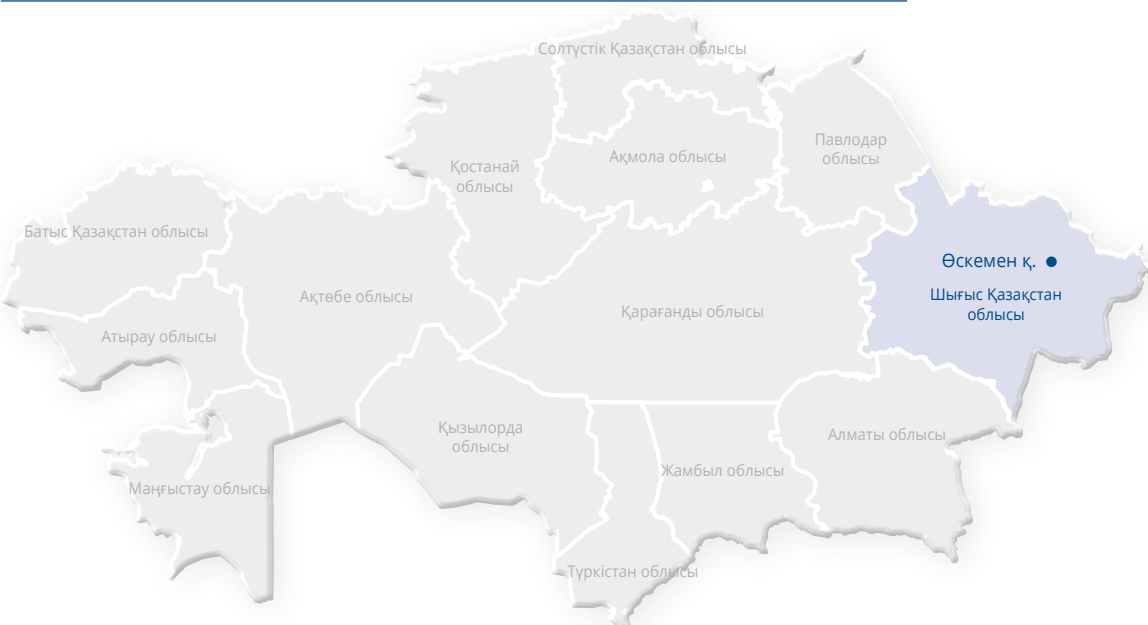 Солтүстік Қазақстан облысы
Павлодар
облысы
Ақмола облысы
Қостанай
облысы
Батыс Қазақстан облысы
Өскемен қ.
Шығыс Қазақстан
облысы
Ақтөбе облысы
Қарағанды облысы
Атырау облысы
Қызылорда
облысы
Алматы облысы
Жамбыл облысы
Маңғыстау облысы
Түркістан облысы